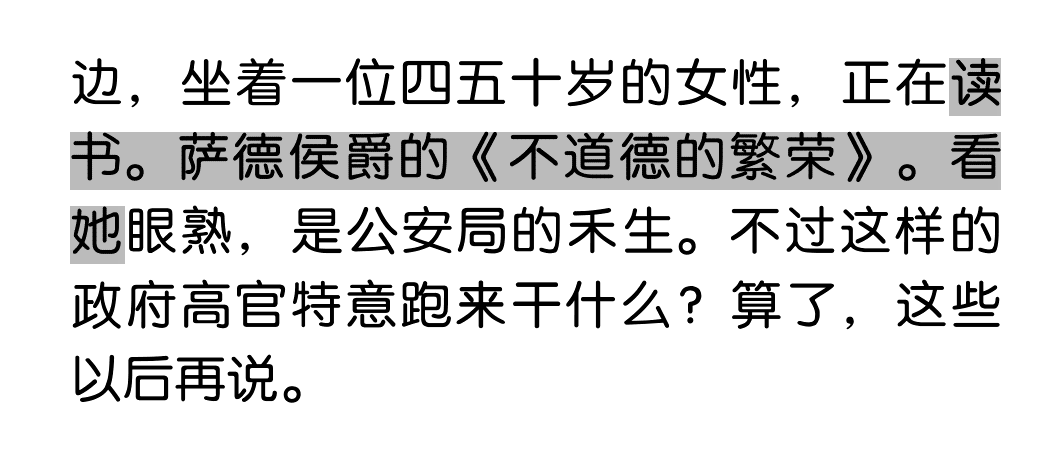 边，坐着一位四五十岁的女性，正在读
书。萨德侯爵的《不道德的繁荣》。看
她眼熟，是公安局的禾生。不过这样的
政府高官特意跑来干什么？算了，这些
以后再说。